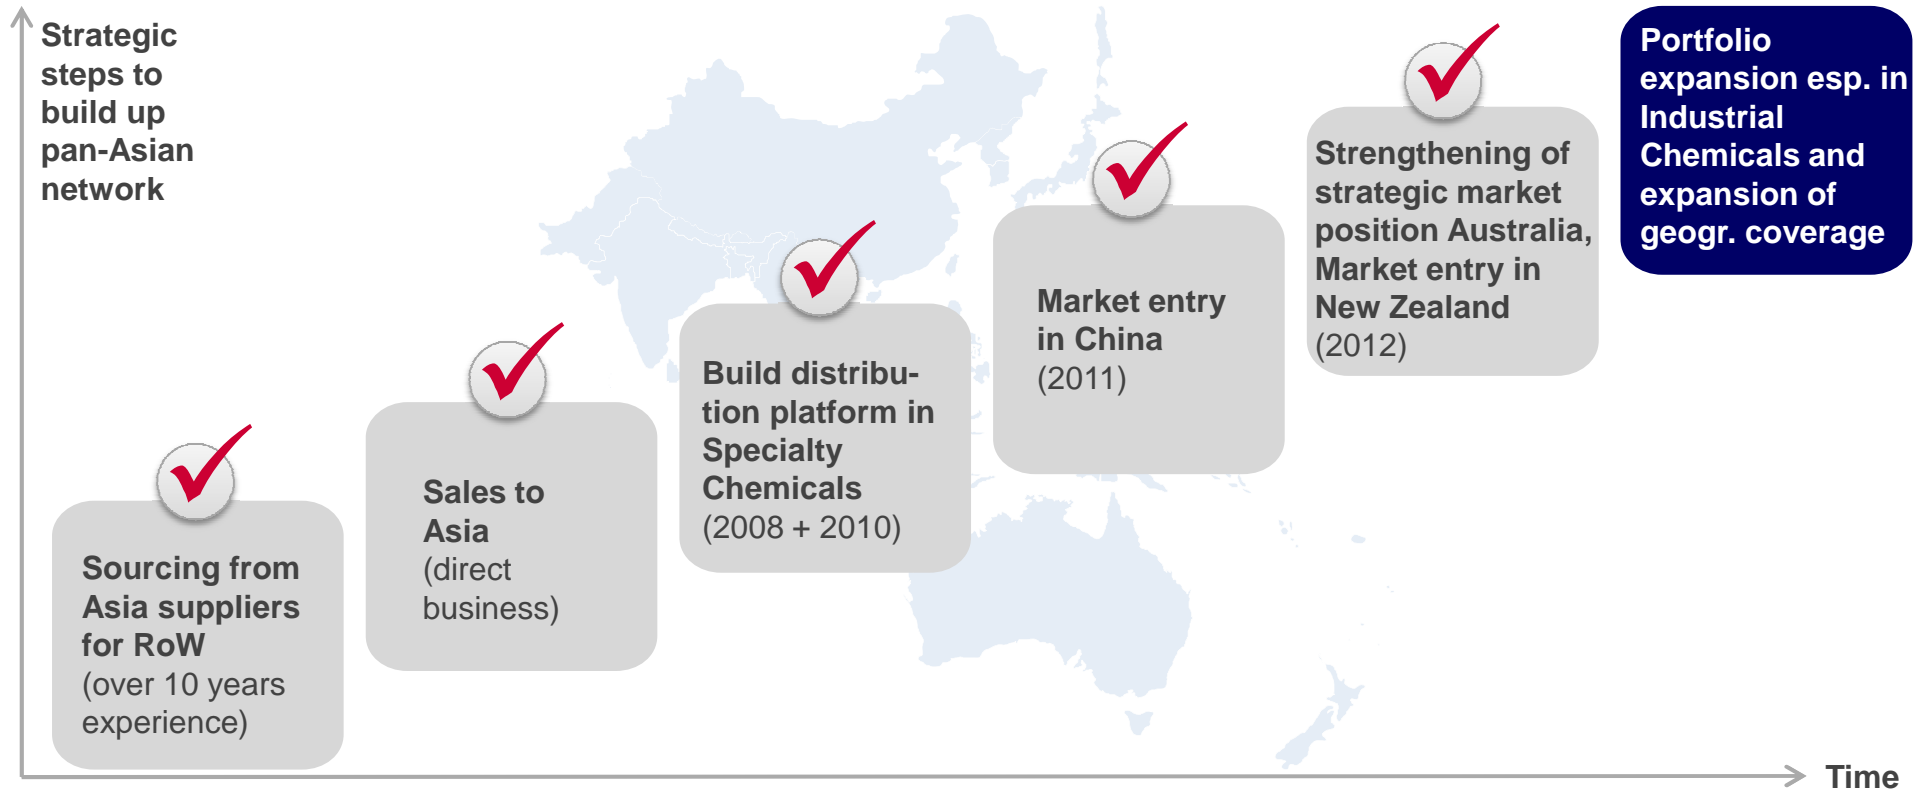 Strategic
steps to
build up
pan-Asian
network
Sourcing from
Asia suppliers
for RoW
(over 10 years
experience)
Sales to
Asia
(direct
business)
Build distribu-
tion platform in
Specialty
Chemicals
(2008 + 2010)
Market entry
in China
(2011)
Strengthening of
strategic market
position Australia,
Market entry in
New Zealand
(2012)
Portfolio
expansion esp. in
Industrial
Chemicals and
expansion of
geogr. coverage
Time